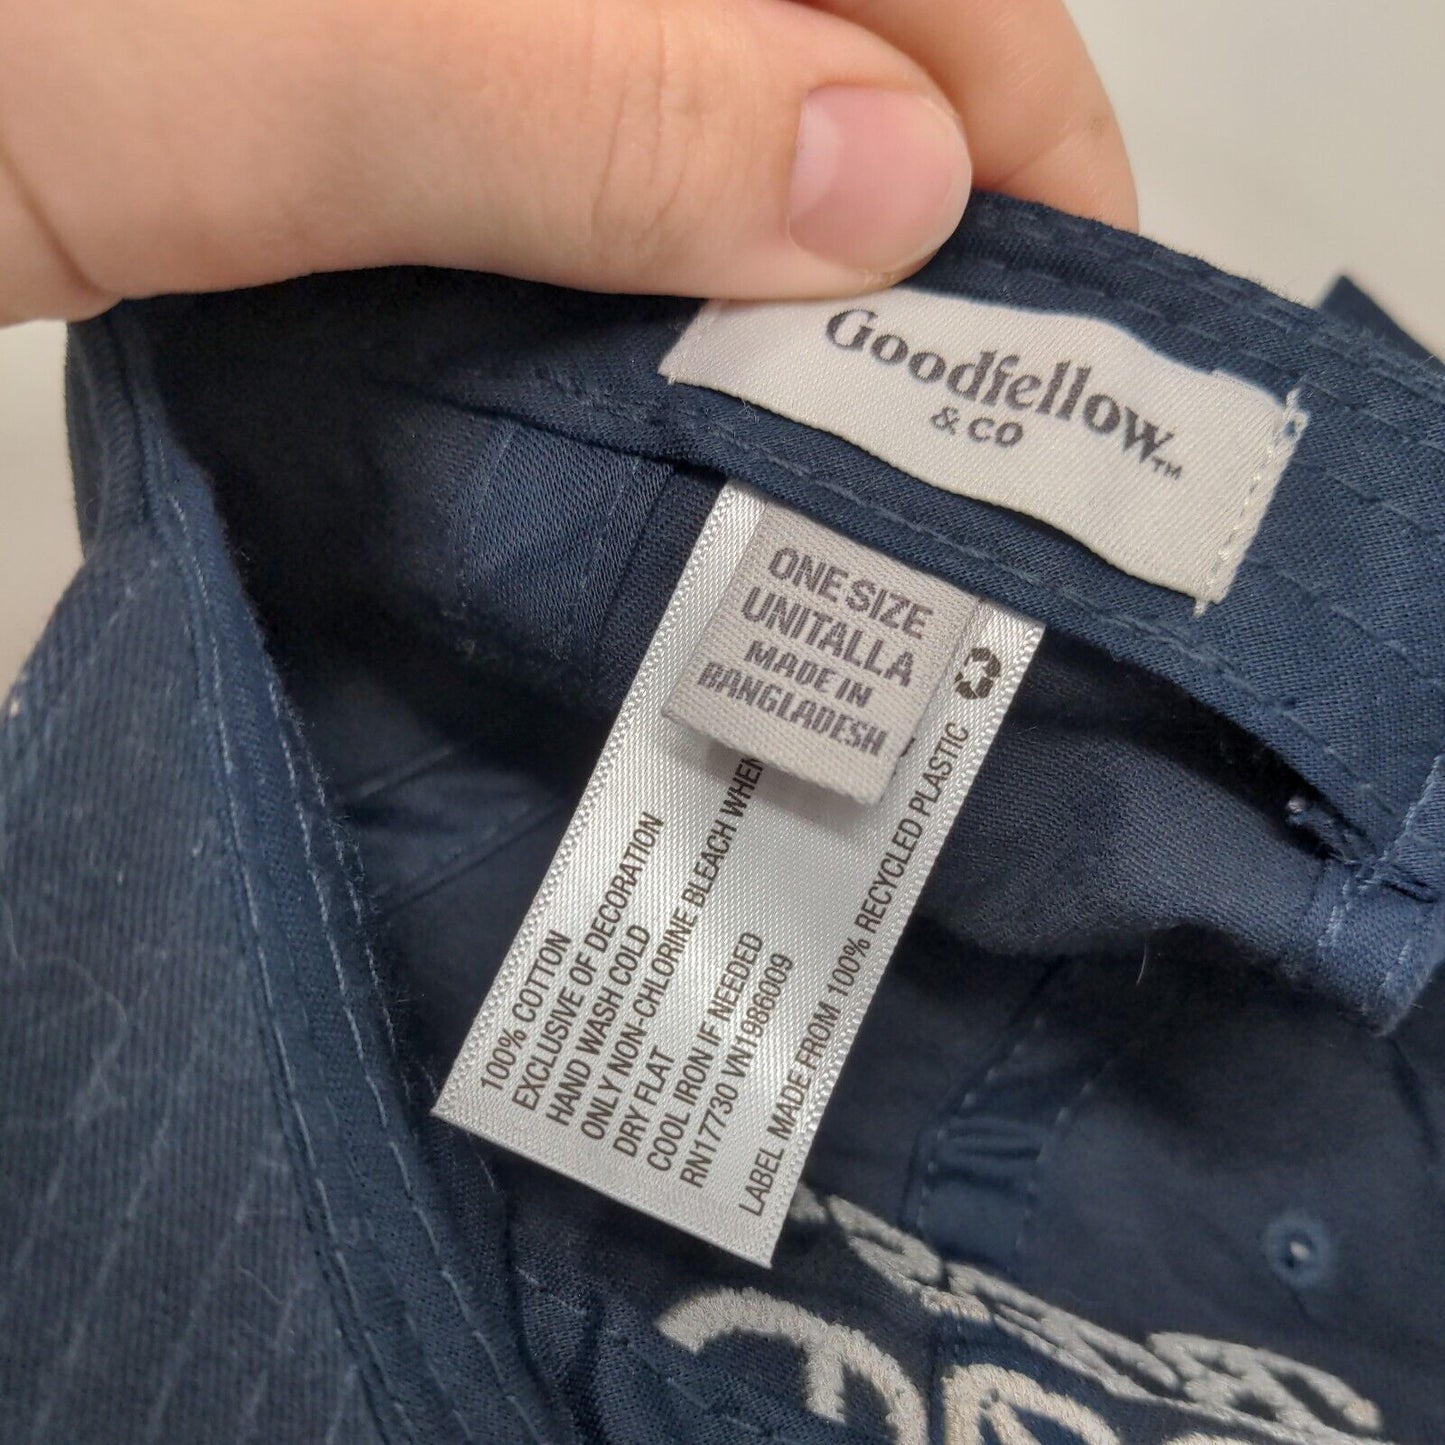 Goodfellow™
& CO
ONE SIZE
UNITALLA
MADE IN
BANGLADESH
100% COTTON
EXCLUSIVE OF DECORATION
HAND WASH COLD
ONLY NON-CHLORINE BLEACH WHEN
DRY FLAT
COOL IRON IF NEEDED
RN17730 VN1986009
LABEL MADE FROM 100% RECYCLED PLASTIC